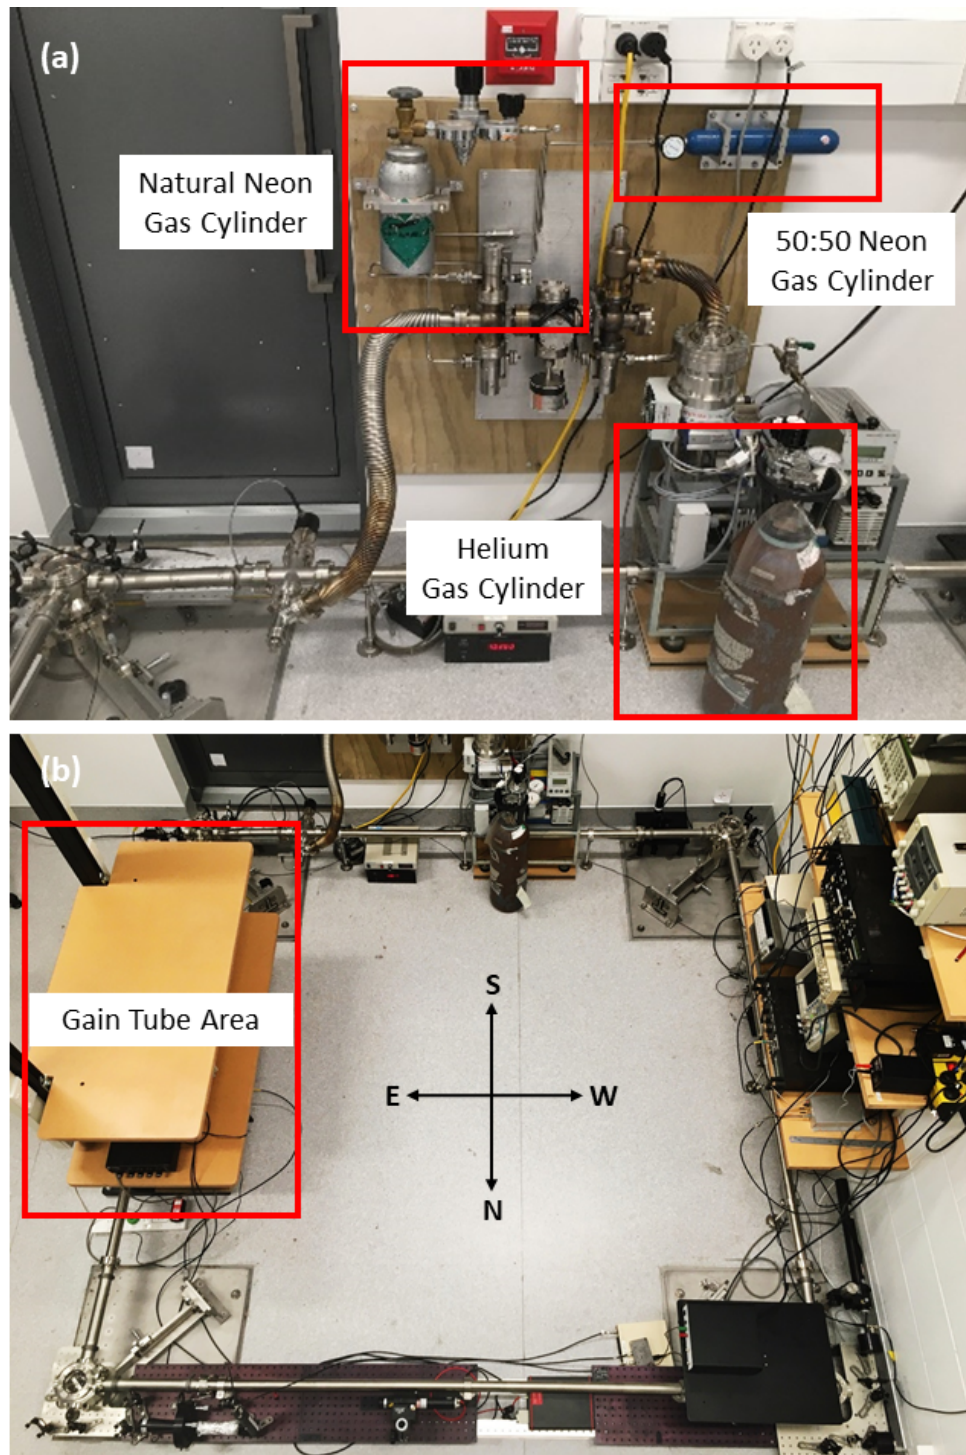 (a)
Natural Neon
Gas Cylinder
50:50 Neon
Gas Cylinder
Helium
Gas Cylinder
(b)
Gain Tube Area
S
E
W
N